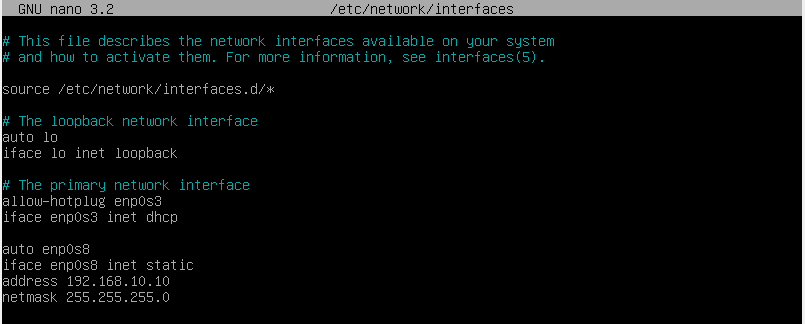 GNU nano 3.2 /etc/network/interfaces
# This file describes the network interfaces available on your system
# and how to activate them. For more information, see interfaces(5).
source /etc/network/interfaces.d/*
# The loopback network interface
auto lo
iface lo inet loopback
# The primary network interface
allow-hotplug enp0s3
iface enp0s3 inet dhcp
auto enp0s8
iface enp0s8 inet static
address 192.168.10.10
netmask 255.255.255.0